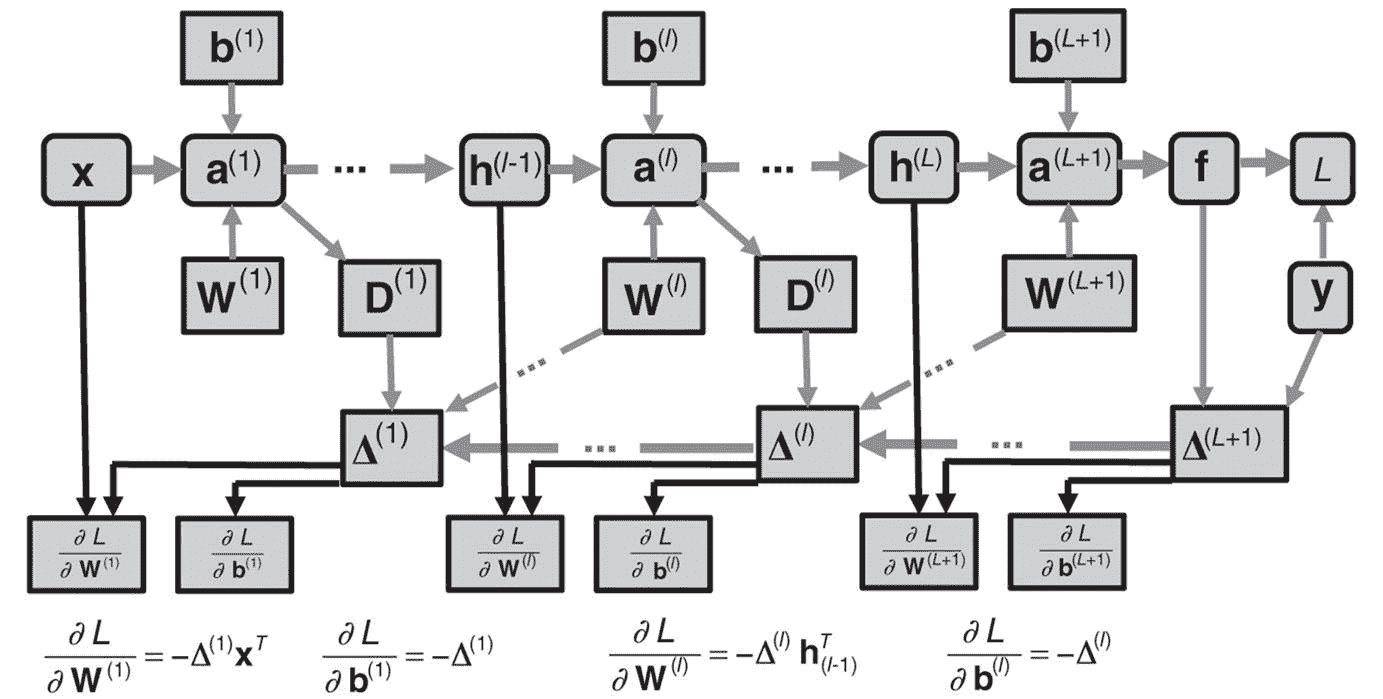 b^(1) b^(l) b^(L+1)
x a^(1) ... h^(l-1) a^(l) ... h^(L) a^(L+1) f L
W^(1) D^(1) W^(l) D^(l) W^(L+1) y
... ...
Δ^(1) ... Δ^(l) ... Δ^(L+1)
∂L/∂W^(1) ∂L/∂b^(1) ∂L/∂W^(l) ∂L/∂b^(l) ∂L/∂W^(L+1) ∂L/∂b^(L+1)
∂L/∂W^(1) = −Δ^(1)x^T ∂L/∂b^(1) = −Δ^(1) ∂L/∂W^(l) = −Δ^(l) h^T_(l-1) ∂L/∂b^(l) = −Δ^(l)